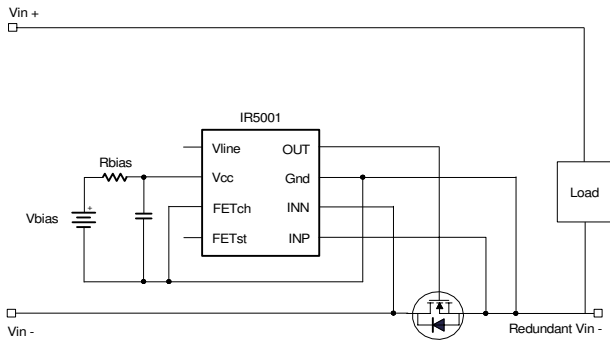 Vin +
IR5001
Vline
OUT
Rbias
Vcc
Gnd
Load
+
Vbias
FETch
INN
FETst
INP
Vin -
Redundant Vin -